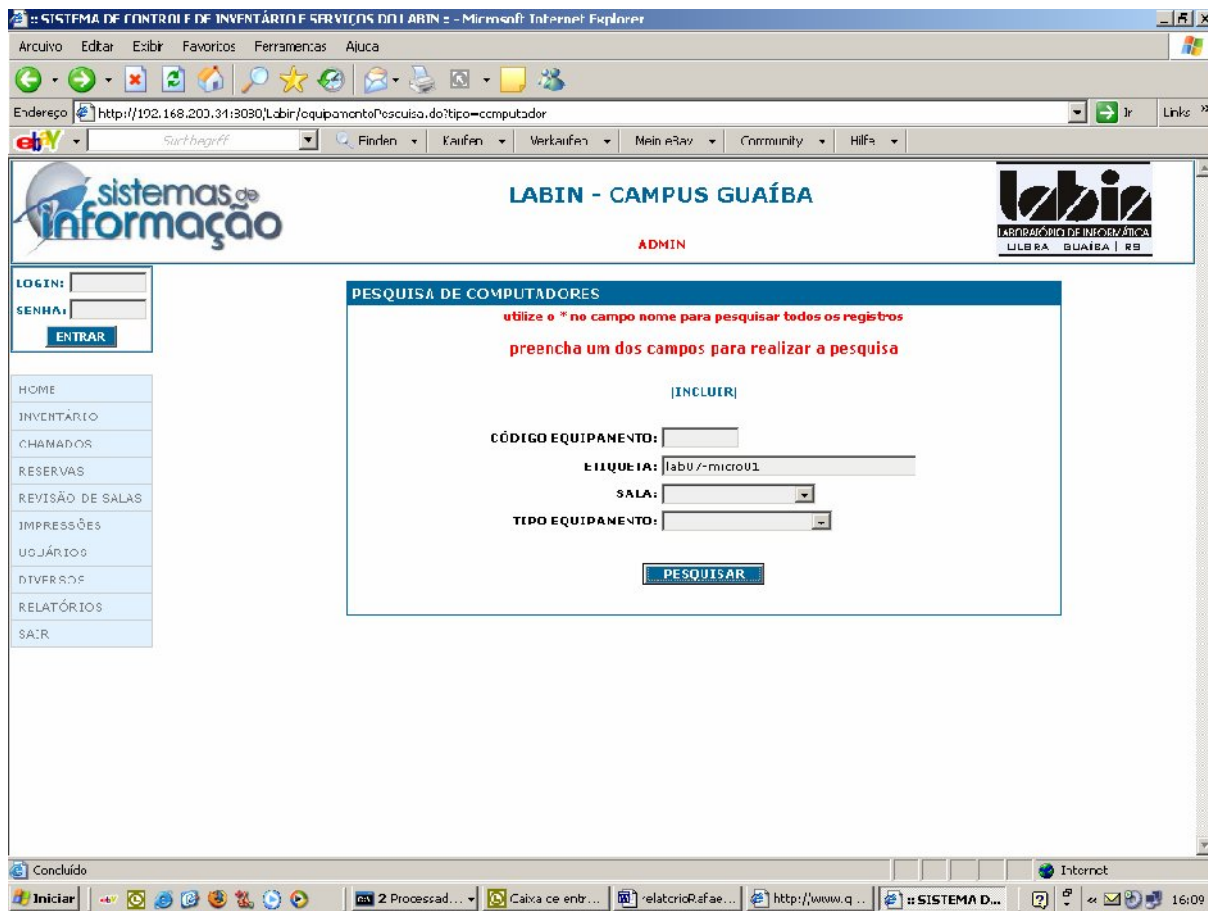 :: SISTEMA DE CONTROLE DE INVENTÁRIO E SERVIÇOS DO LABIN :: - Microsoft Internet Explorer
Arquivo Editar Exibir Favoritos Ferramentas Ajuda
Endereço http://192.168.200.34:8080/Labin/equipamentoPesquisa.do?tipo=computador Ir Links »
ebY Suchbegriff Finden Kaufen Verkaufen Mein eBay Community Hilfe
sistemas de informação
LABIN - CAMPUS GUAÍBA
ADMIN
labin
LABORATÓRIO DE INFORMÁTICA
ULBRA GUAÍBA | RS
LOGIN:
SENHA:
ENTRAR
HOME
INVENTÁRIO
CHAMADOS
RESERVAS
REVISÃO DE SALAS
IMPRESSÕES
USUÁRIOS
DIVERSOS
RELATÓRIOS
SAIR
PESQUISA DE COMPUTADORES
utilize o * no campo nome para pesquisar todos os registros
preencha um dos campos para realizar a pesquisa
|INCLUIR|
CÓDIGO EQUIPAMENTO:
ETIQUETA: lab07-micro01
SALA:
TIPO EQUIPAMENTO:
PESQUISAR
Concluído Internet
Iniciar 2 Processad... Caixa de entr... relatorioRafae... http://www.q... :: SISTEMA D... « 16:09